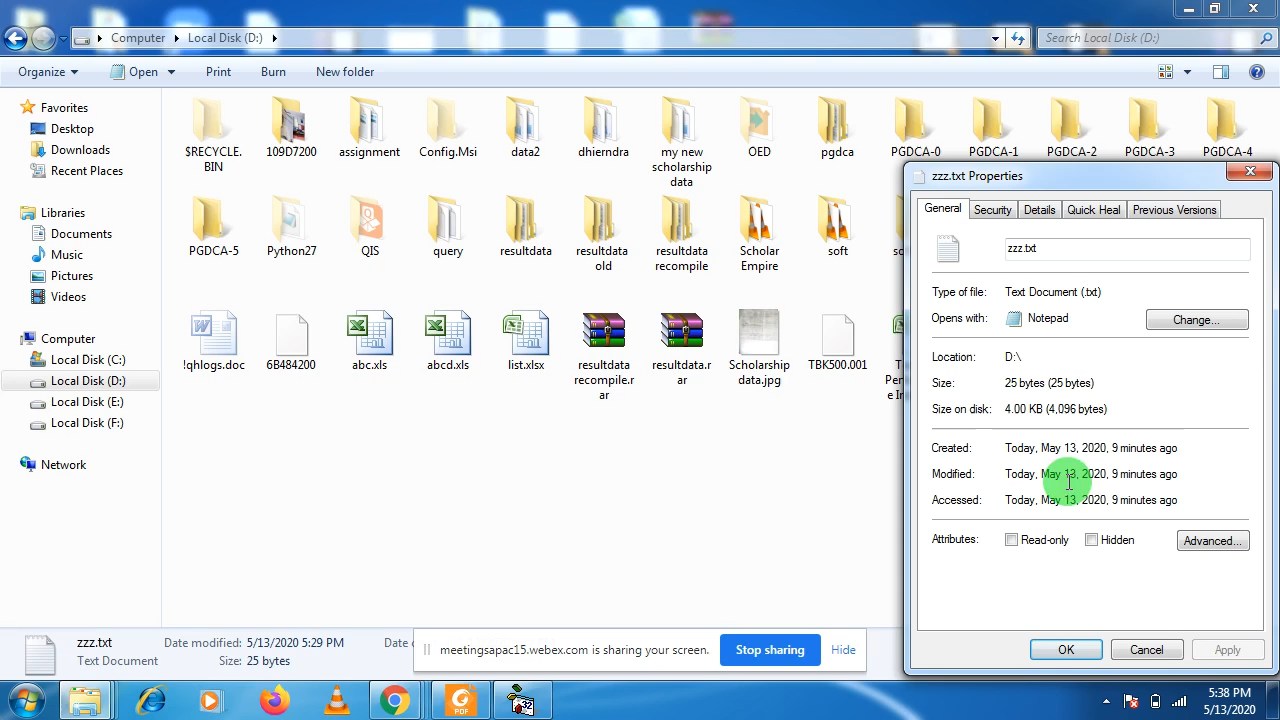 Computer
Local Disk (D:)
Search Local Disk (D:)
Organize
Open
Print
Burn
New folder
Favorites
Desktop
Downloads
Recent Places
Libraries
Documents
Music
Pictures
Videos
Computer
Local Disk (C:)
Local Disk (D:)
Local Disk (E:)
Local Disk (F:)
Network
$RECYCLE.
BIN
109D7200
assignment
Config.Msi
data2
dhierndra
my new
scholarship
data
OED
pgdca
PGDCA-0
PGDCA-1
PGDCA-2
PGDCA-3
PGDCA-4
PGDCA-5
Python27
QIS
query
resultdata
resultdata
old
resultdata
recompile
Scholar
Empire
soft
!qhlogs.doc
6B484200
abc.xls
abcd.xls
list.xlsx
resultdata
recompile.r
ar
resultdata.r
ar
Scholarship
data.jpg
TBK500.001
zzz.txt Properties
General
Security
Details
Quick Heal
Previous Versions
zzz.txt
Type of file: Text Document (.txt)
Opens with: Notepad
Change...
Location: D:\
Size: 25 bytes (25 bytes)
Size on disk: 4.00 KB (4,096 bytes)
Created: Today, May 13, 2020, 9 minutes ago
Modified: Today, May 13, 2020, 9 minutes ago
Accessed: Today, May 13, 2020, 9 minutes ago
Attributes: Read-only Hidden
Advanced...
OK
Cancel
Apply
zzz.txt
Text Document
Date modified: 5/13/2020 5:29 PM
Size: 25 bytes
meetingsapac15.webex.com is sharing your screen.
Stop sharing
Hide
PDF
32
5:38 PM
5/13/2020